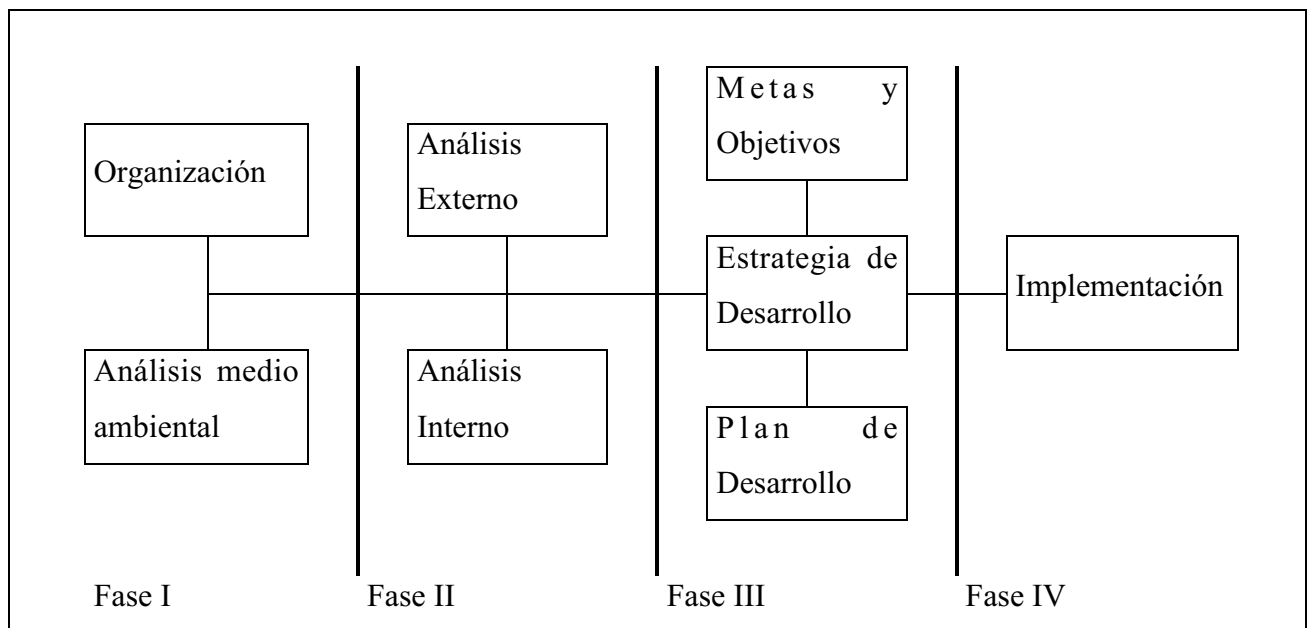 Organización
Análisis medio
ambiental
Análisis
Externo
Análisis
Interno
Metas y
Objetivos
Estrategia de
Desarrollo
Plan de
Desarrollo
Implementación
Fase I
Fase II
Fase III
Fase IV